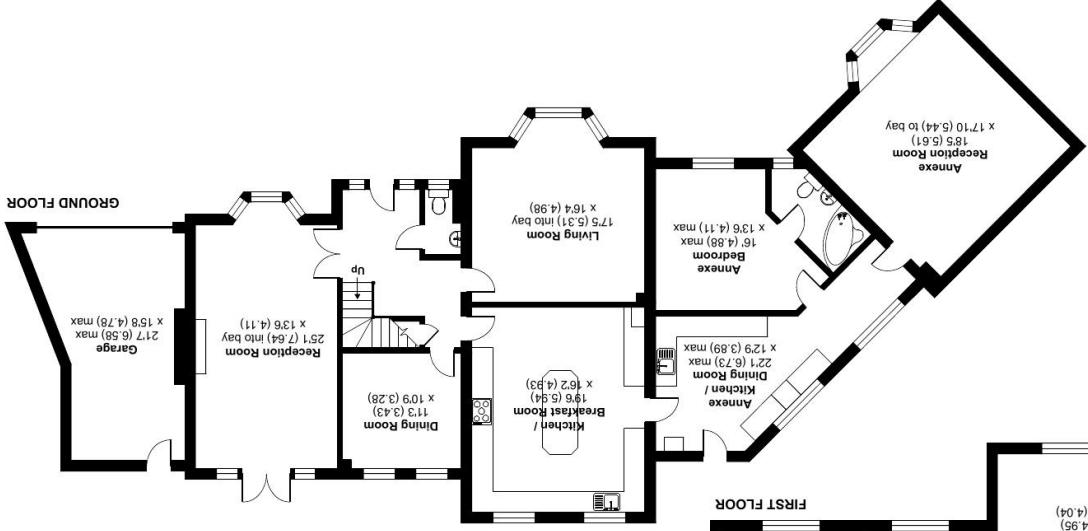 GROUND FLOOR
Garage
21'7 (6.58) max
x 15'8 (4.78) max
Reception Room
25'1 (7.64) into bay
x 13'6 (4.11)
Up
Dining Room
11'3 (3.43)
x 10'9 (3.28)
Living Room
17'5 (5.31) into bay
x 16'4 (4.98)
Kitchen /
Breakfast Room
19'6 (5.94)
x 16'2 (4.93)
Annexe
Bedroom
16' (4.88) max
x 13'6 (4.11) max
Annexe
Kitchen /
Dining Room
22'1 (6.73) max
x 12'9 (3.89) max
Annexe
Reception Room
18'5 (5.61)
x 17'10 (5.44) to bay
FIRST FLOOR
4.95
(4.04)